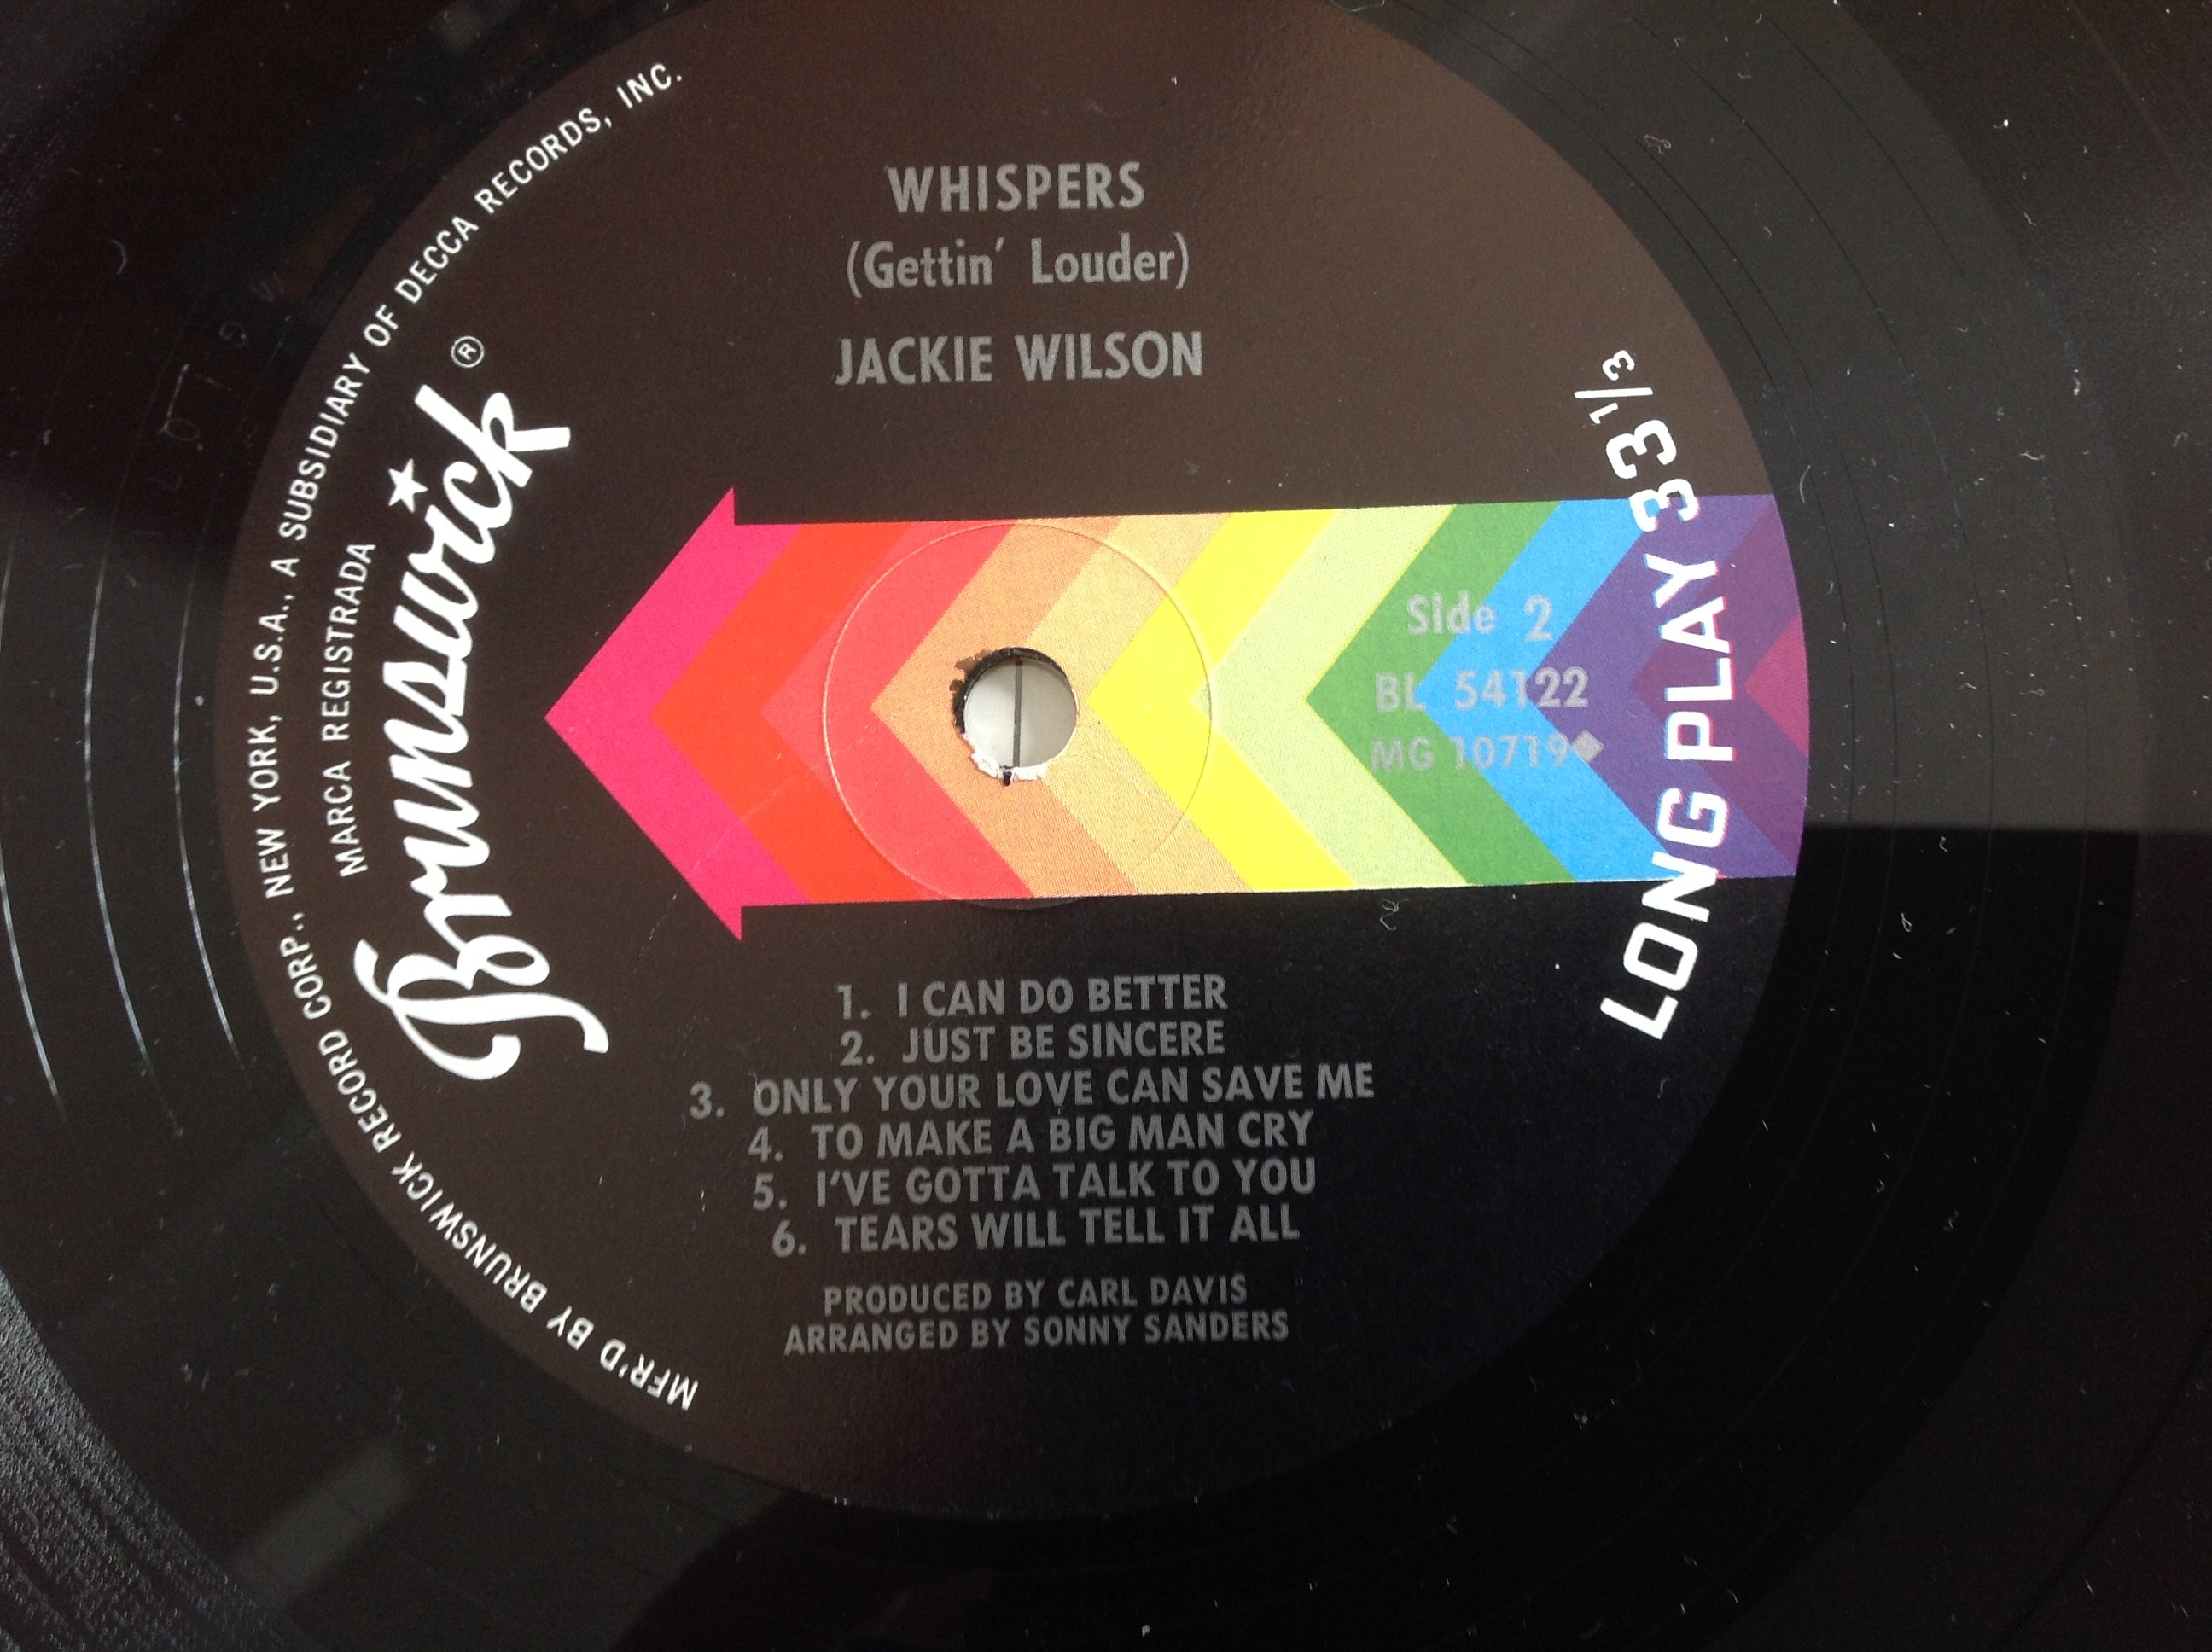 WHISPERS
(Gettin' Louder)
JACKIE WILSON
Brunswick ®
MARCA REGISTRADA
MFR'D BY BRUNSWICK RECORD CORP., NEW YORK, U.S.A., A SUBSIDIARY OF DECCA RECORDS, INC.
Side 2
BL 54122
MG 10719◆
LONG PLAY 33 1/3
1. I CAN DO BETTER
2. JUST BE SINCERE
3. ONLY YOUR LOVE CAN SAVE ME
4. TO MAKE A BIG MAN CRY
5. I'VE GOTTA TALK TO YOU
6. TEARS WILL TELL IT ALL
PRODUCED BY CARL DAVIS
ARRANGED BY SONNY SANDERS